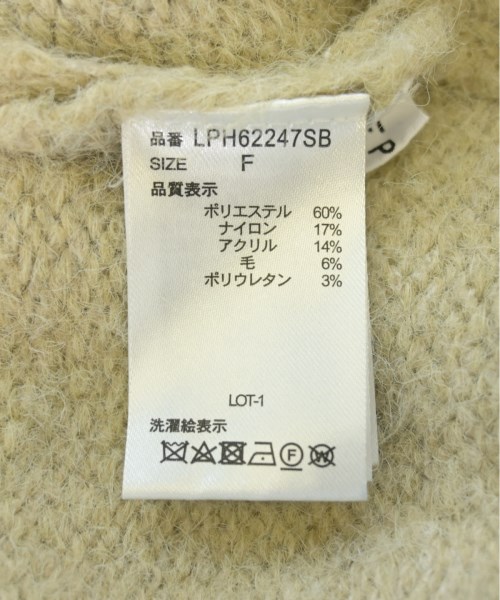 品番 LPH62247SB
SIZE F
品質表示
ポリエステル 60%
ナイロン 17%
アクリル 14%
毛 6%
ポリウレタン 3%
LOT-1
洗濯絵表示
F W
P